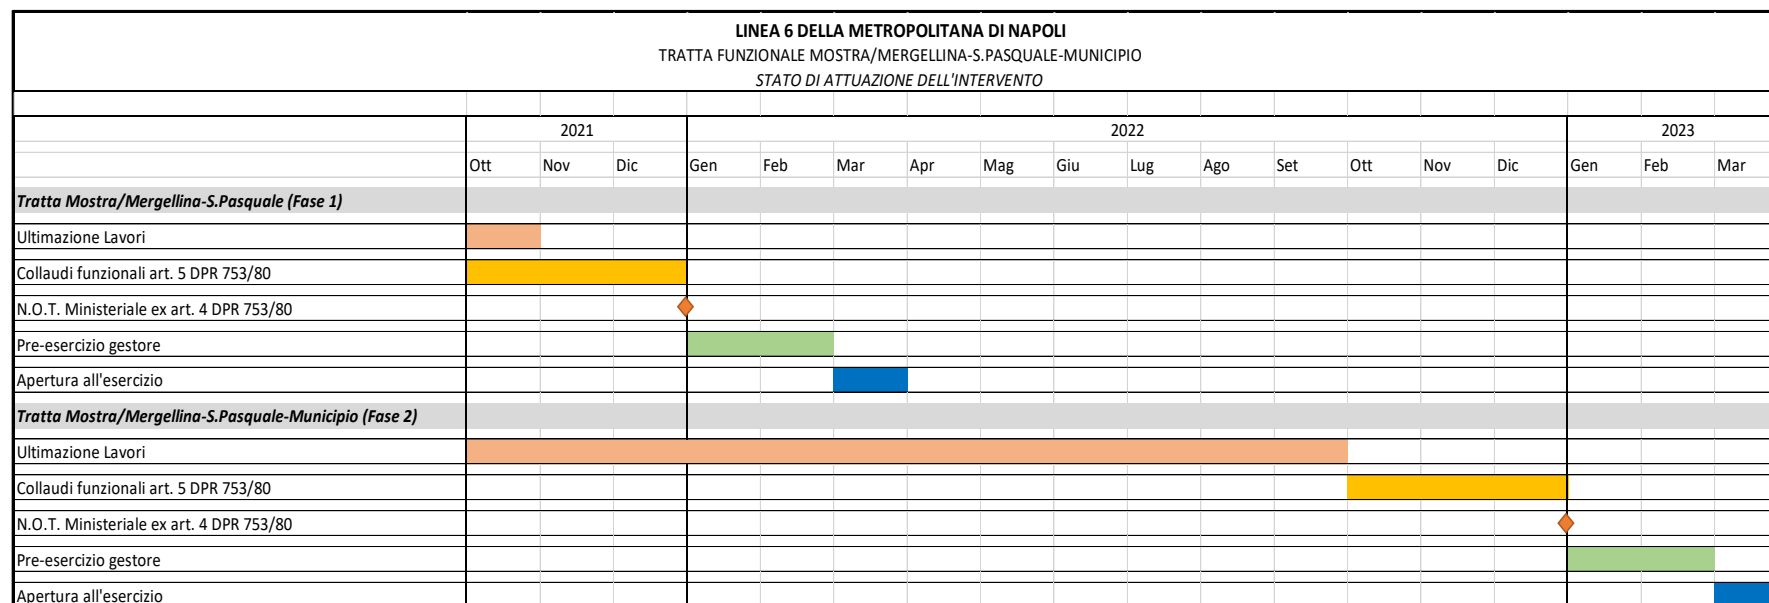 LINEA 6 DELLA METROPOLITANA DI NAPOLI
TRATTA FUNZIONALE MOSTRA/MERGELLINA-S.PASQUALE-MUNICIPIO
STATO DI ATTUAZIONE DELL'INTERVENTO
2021 2022 2023
Ott Nov Dic Gen Feb Mar Apr Mag Giu Lug Ago Set Ott Nov Dic Gen Feb Mar
Tratta Mostra/Mergellina-S.Pasquale (Fase 1)
Ultimazione Lavori
Collaudi funzionali art. 5 DPR 753/80
N.O.T. Ministeriale ex art. 4 DPR 753/80
Pre-esercizio gestore
Apertura all'esercizio
Tratta Mostra/Mergellina-S.Pasquale-Municipio (Fase 2)
Ultimazione Lavori
Collaudi funzionali art. 5 DPR 753/80
N.O.T. Ministeriale ex art. 4 DPR 753/80
Pre-esercizio gestore
Apertura all'esercizio